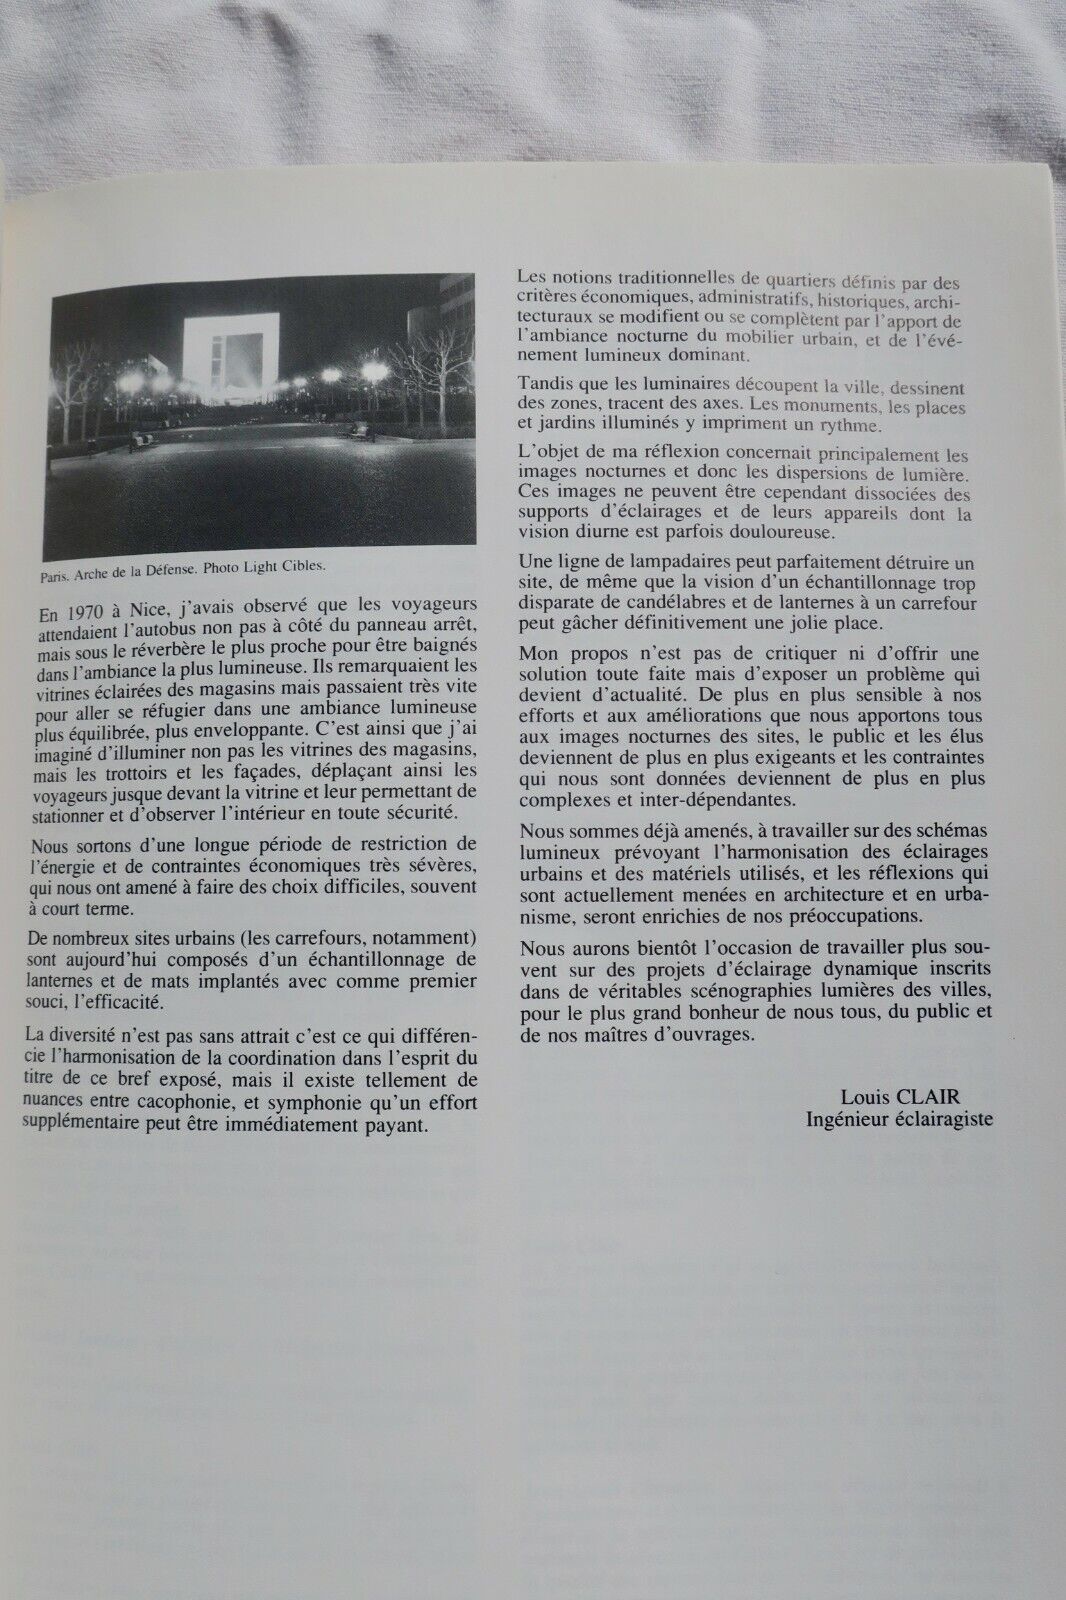 Paris. Arche de la Défense. Photo Light Cibles.
En 1970 à Nice, j'avais observé que les voyageurs
attendaient l'autobus non pas à côté du panneau arrêt,
mais sous le réverbère le plus proche pour être baignés
dans l'ambiance la plus lumineuse. Ils remarquaient les
vitrines éclairées des magasins mais passaient très vite
pour aller se réfugier dans une ambiance lumineuse
plus équilibrée, plus enveloppante. C'est ainsi que j'ai
imaginé d'illuminer non pas les vitrines des magasins,
mais les trottoirs et les façades, déplaçant ainsi les
voyageurs jusque devant la vitrine et leur permettant de
stationner et d'observer l'intérieur en toute sécurité.
Nous sortons d'une longue période de restriction de
l'énergie et de contraintes économiques très sévères,
qui nous ont amené à faire des choix difficiles, souvent
à court terme.
De nombreux sites urbains (les carrefours, notamment)
sont aujourd'hui composés d'un échantillonnage de
lanternes et de mats implantés avec comme premier
souci, l'efficacité.
La diversité n'est pas sans attrait c'est ce qui différen-
cie l'harmonisation de la coordination dans l'esprit du
titre de ce bref exposé, mais il existe tellement de
nuances entre cacophonie, et symphonie qu'un effort
supplémentaire peut être immédiatement payant.
Les notions traditionnelles de quartiers définis par des
critères économiques, administratifs, historiques, archi-
tecturaux se modifient ou se complètent par l'apport de
l'ambiance nocturne du mobilier urbain, et de l'évé-
nement lumineux dominant.
Tandis que les luminaires découpent la ville, dessinent
des zones, tracent des axes. Les monuments, les places
et jardins illuminés y impriment un rythme.
L'objet de ma réflexion concernait principalement les
images nocturnes et donc les dispersions de lumière.
Ces images ne peuvent être cependant dissociées des
supports d'éclairages et de leurs appareils dont la
vision diurne est parfois douloureuse.
Une ligne de lampadaires peut parfaitement détruire un
site, de même que la vision d'un échantillonnage trop
disparate de candélabres et de lanternes à un carrefour
peut gâcher définitivement une jolie place.
Mon propos n'est pas de critiquer ni d'offrir une
solution toute faite mais d'exposer un problème qui
devient d'actualité. De plus en plus sensible à nos
efforts et aux améliorations que nous apportons tous
aux images nocturnes des sites, le public et les élus
deviennent de plus en plus exigeants et les contraintes
qui nous sont données deviennent de plus en plus
complexes et inter-dépendantes.
Nous sommes déjà amenés, à travailler sur des schémas
lumineux prévoyant l'harmonisation des éclairages
urbains et des matériels utilisés, et les réflexions qui
sont actuellement menées en architecture et en urba-
nisme, seront enrichies de nos préoccupations.
Nous aurons bientôt l'occasion de travailler plus sou-
vent sur des projets d'éclairage dynamique inscrits
dans de véritables scénographies lumières des villes,
pour le plus grand bonheur de nous tous, du public et
de nos maîtres d'ouvrages.
Louis CLAIR
Ingénieur éclairagiste